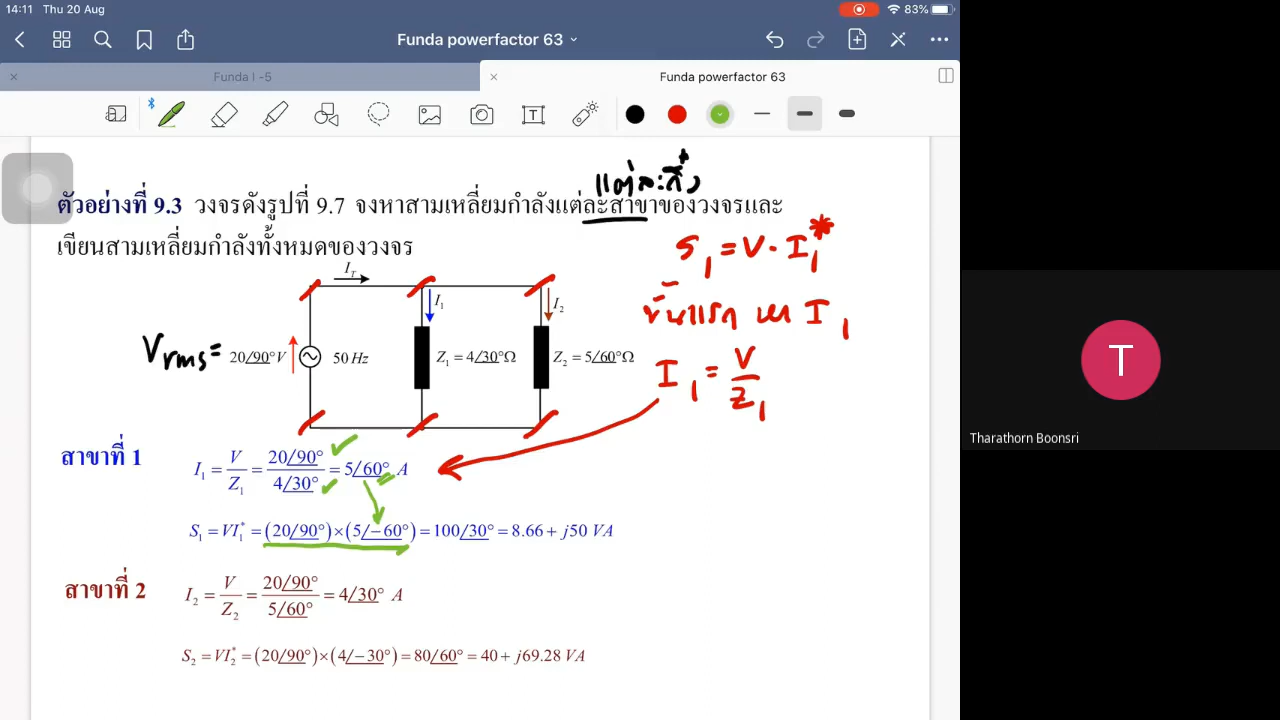 14:11 Thu 20 Aug
83%
Funda powerfactor 63
Funda I -5
Funda powerfactor 63
แต่ละกิ่ง
ตัวอย่างที่ 9.3 วงจรดังรูปที่ 9.7 จงหาสามเหลี่ยมกำลังแต่ละสาขาของวงจรและ
เขียนสามเหลี่ยมกำลังทั้งหมดของวงจร
S₁ = V · I₁*
I_T
I₁
I₂
ขั้นแรก หา I₁
V rms =
20/90° V
50 Hz
Z₁ = 4/30° Ω
Z₂ = 5/60° Ω
I₁ = V/Z₁
สาขาที่ 1
I₁ = V/Z₁ = 20/90° / 4/30° = 5/60° A
S₁ = VI₁* = (20/90°)×(5/−60°) = 100/30° = 8.66 + j50 VA
สาขาที่ 2
I₂ = V/Z₂ = 20/90° / 5/60° = 4/30° A
S₂ = VI₂* = (20/90°)×(4/−30°) = 80/60° = 40 + j69.28 VA
T
Tharathorn Boonsri